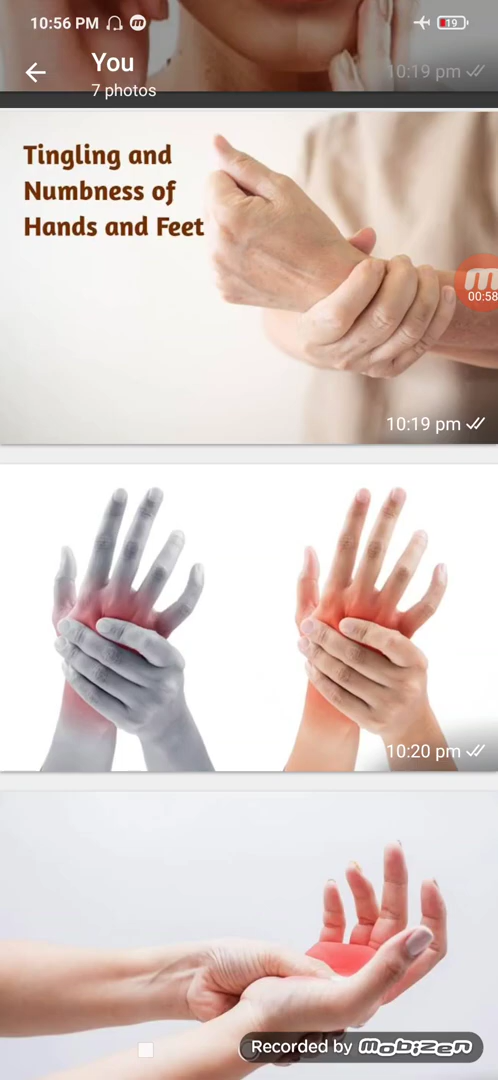 10:56 PM
19
You
7 photos
10:19 pm
Tingling and
Numbness of
Hands and Feet
00:58
10:19 pm
10:20 pm
Recorded by mobizen